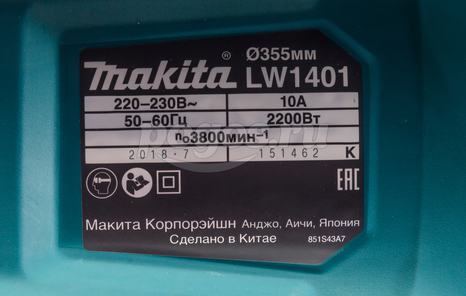 makita® Ø355мм
LW1401
220–230В~ 10А
50–60Гц 2200Вт
n₀3800мин⁻¹
2018.7 151462 K
EAC
Макита Корпорэйшн Анджо, Аичи, Япония
Сделано в Китае 851S43A7